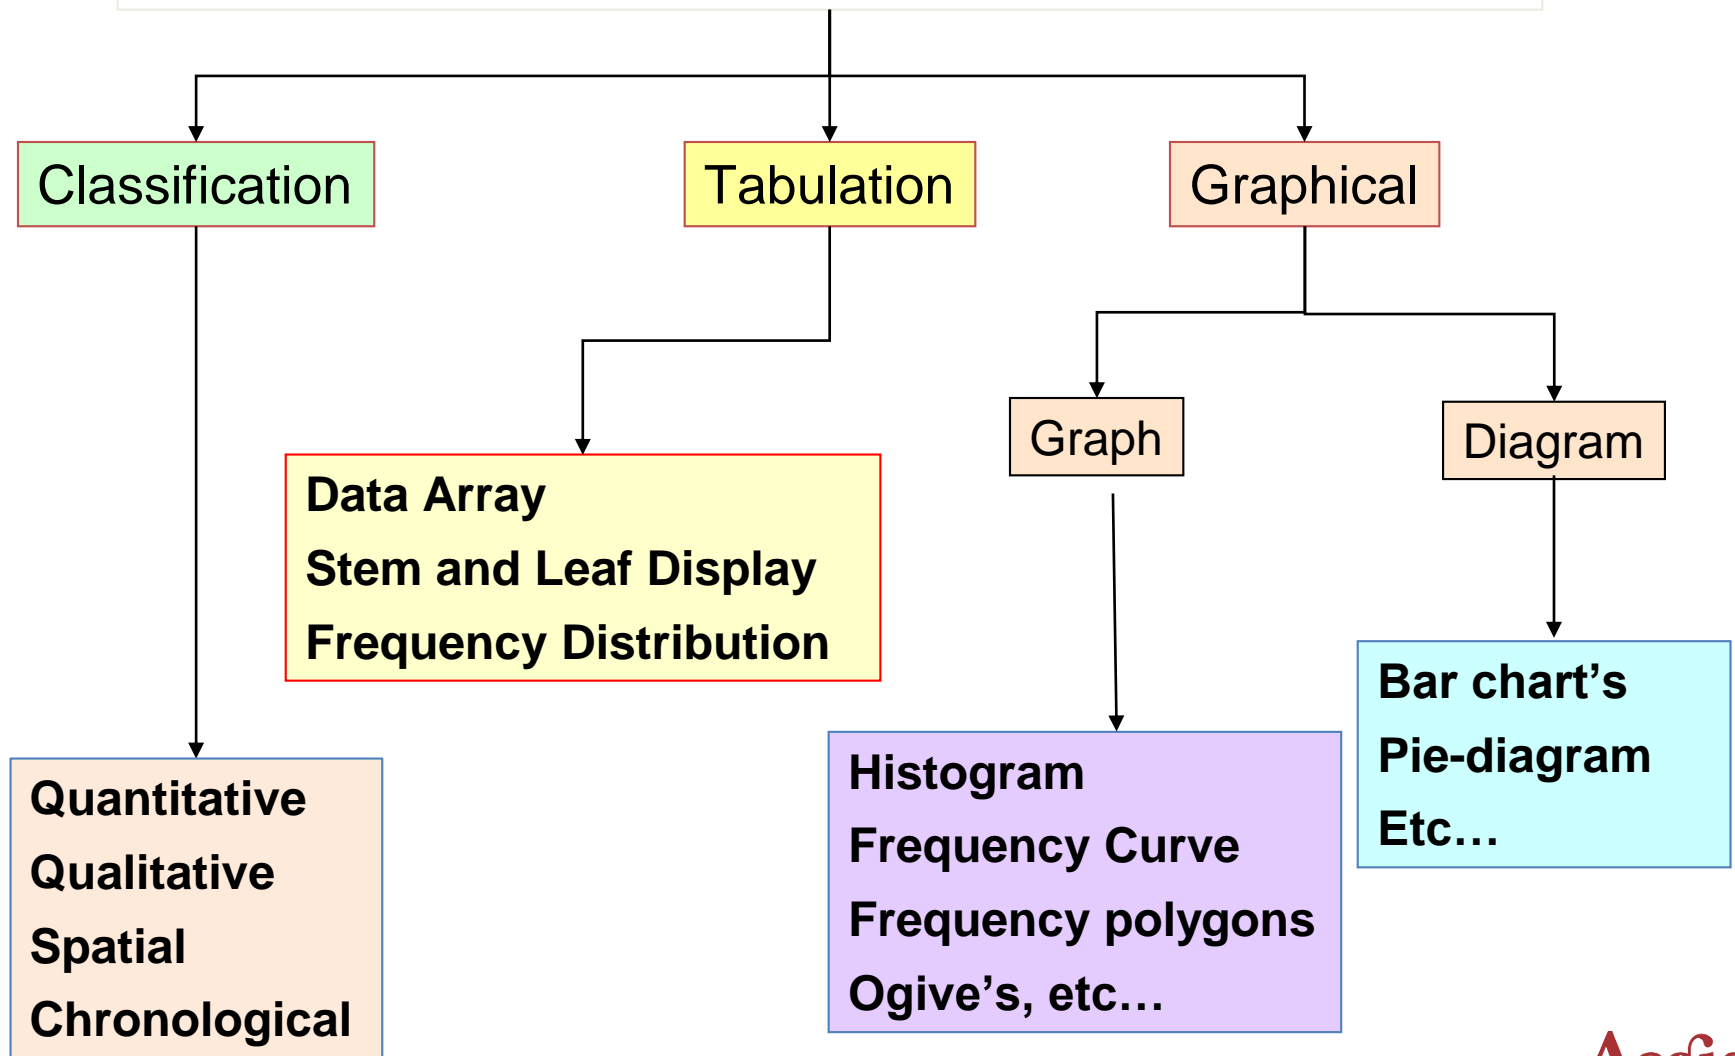 Classification
Tabulation
Graphical
Graph
Diagram
Data Array
Stem and Leaf Display
Frequency Distribution
Bar chart’s
Pie-diagram
Etc…
Histogram
Frequency Curve
Frequency polygons
Ogive’s, etc…
Quantitative
Qualitative
Spatial
Chronological